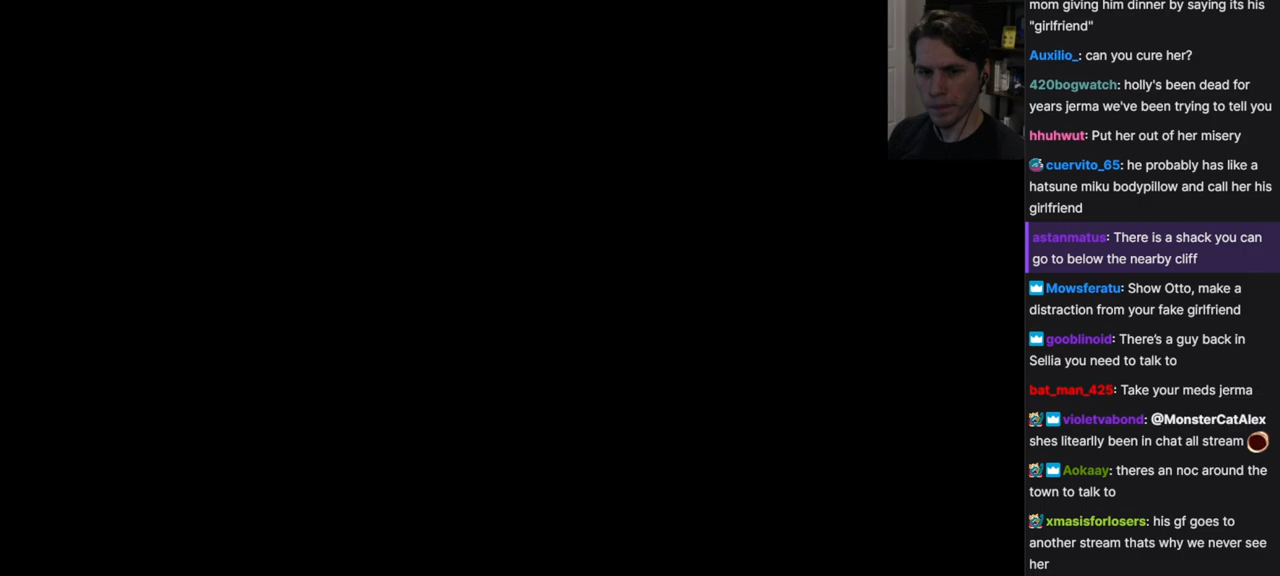 mom giving him dinner by saying its his
"girlfriend"
Auxilio_: can you cure her?
420bogwatch: holly's been dead for
years jerma we've been trying to tell you
hhuhwut: Put her out of her misery
cuervito_65: he probably has like a
hatsune miku bodypillow and call her his
girlfriend
astanmatus: There is a shack you can
go to below the nearby cliff
Mowsferatu: Show Otto, make a
distraction from your fake girlfriend
gooblinoid: There's a guy back in
Sellia you need to talk to
bat_man_425: Take your meds jerma
violetvabond: @MonsterCatAlex
shes litearlly been in chat all stream
Aokaay: theres an noc around the
town to talk to
xmasisforlosers: his gf goes to
another stream thats why we never see
her